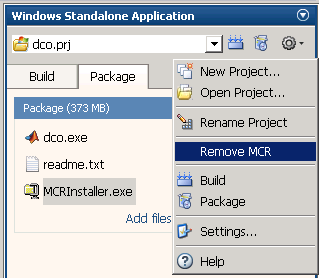 Windows Standalone Application
dco.prj
Build
Package
Package (373 MB)
dco.exe
readme.txt
MCRInstaller.exe
Add files
New Project...
Open Project...
Rename Project
Remove MCR
Build
Package
Settings...
Help